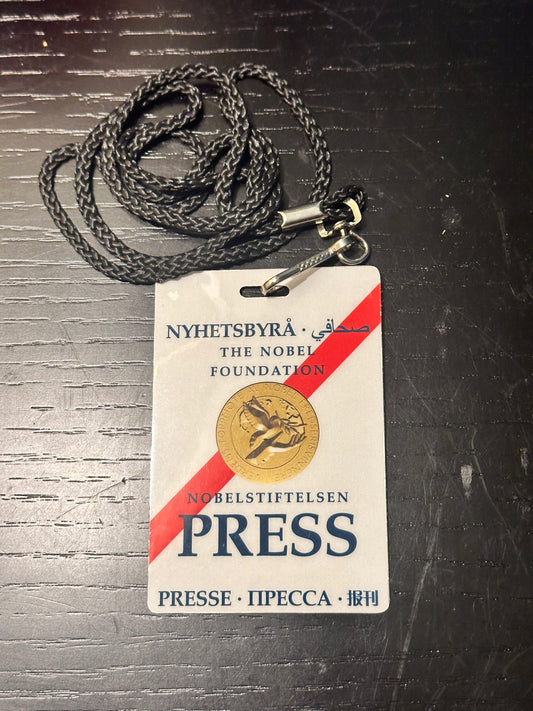 NYHETSBYRÅ · صحافي
THE NOBEL
FOUNDATION
NOBELSTIFTELSEN
PRESS
PRESSE · ПРЕССА · 报刊